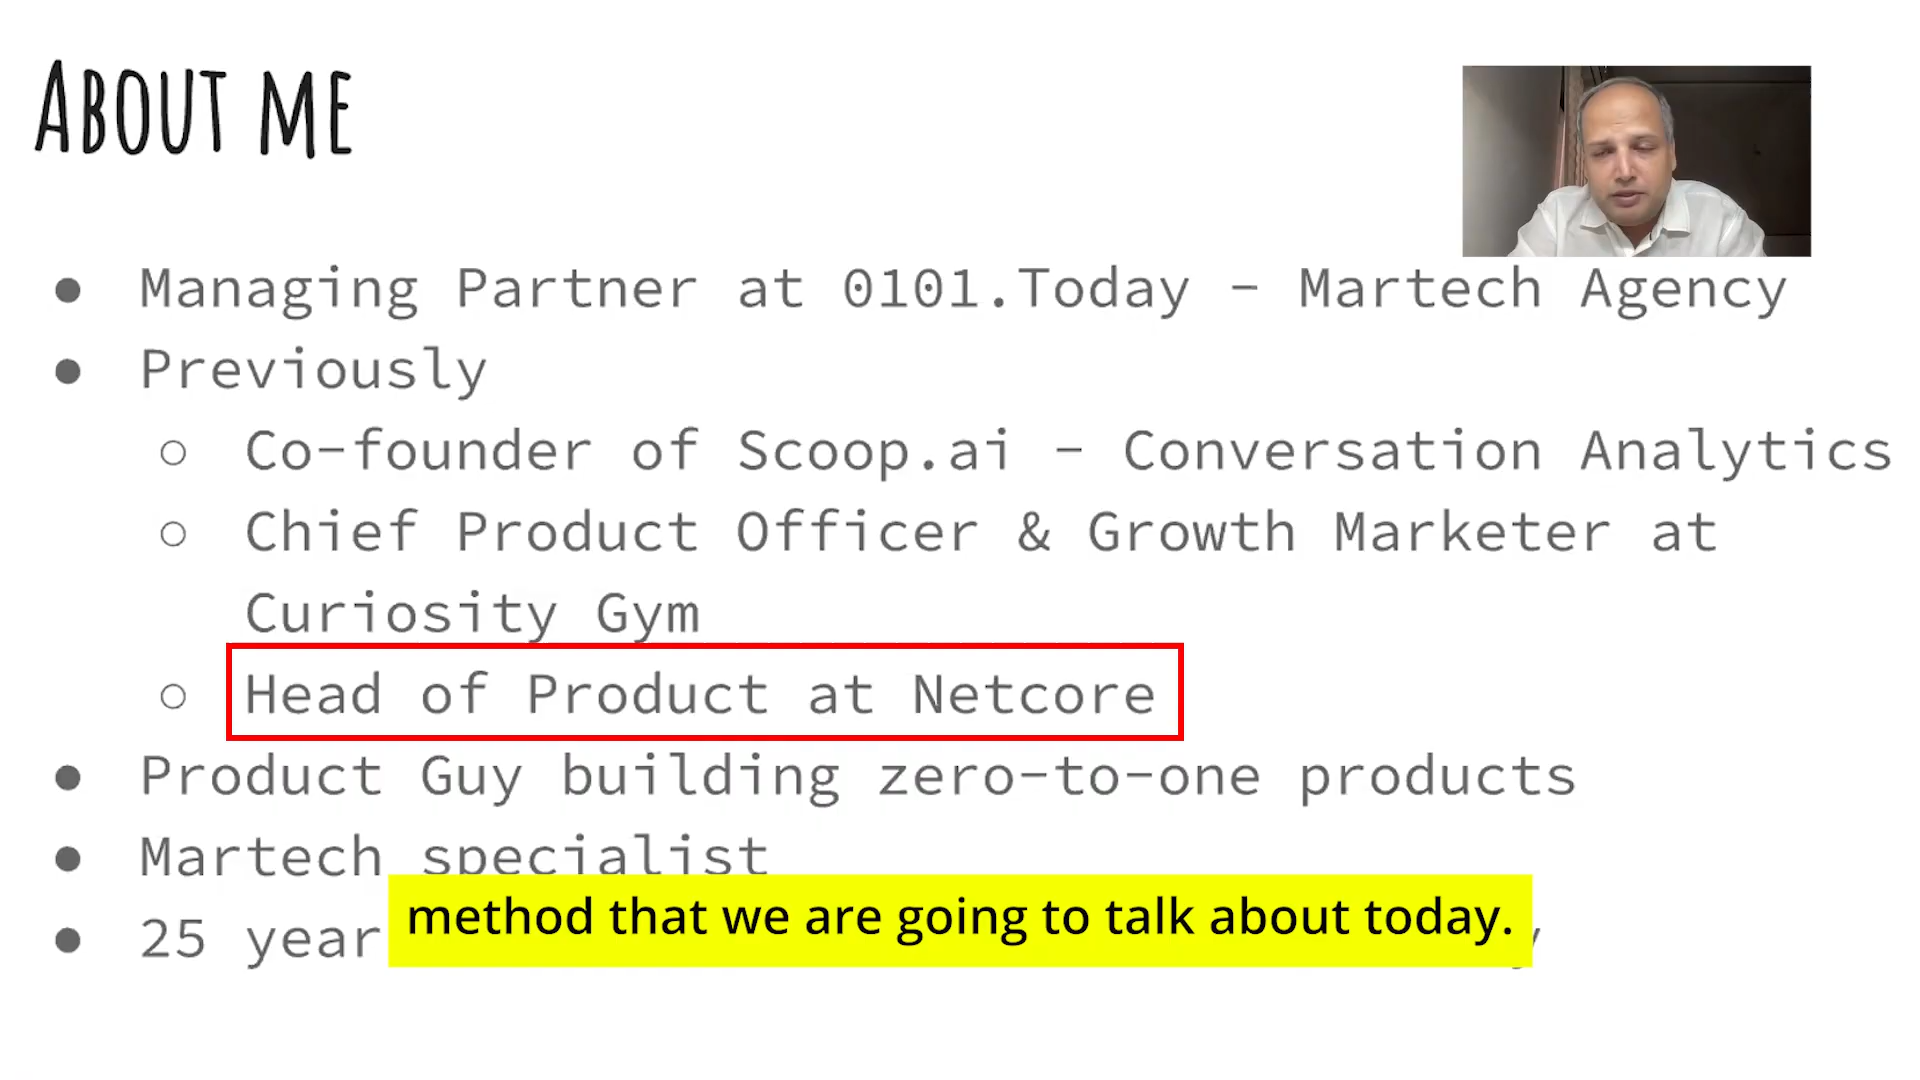 ABOUT ME
● Managing Partner at 0101.Today - Martech Agency
● Previously
○ Co-founder of Scoop.ai - Conversation Analytics
○ Chief Product Officer & Growth Marketer at
Curiosity Gym
○ Head of Product at Netcore
● Product Guy building zero-to-one products
● Martech specialist
● 25 year
method that we are going to talk about today.